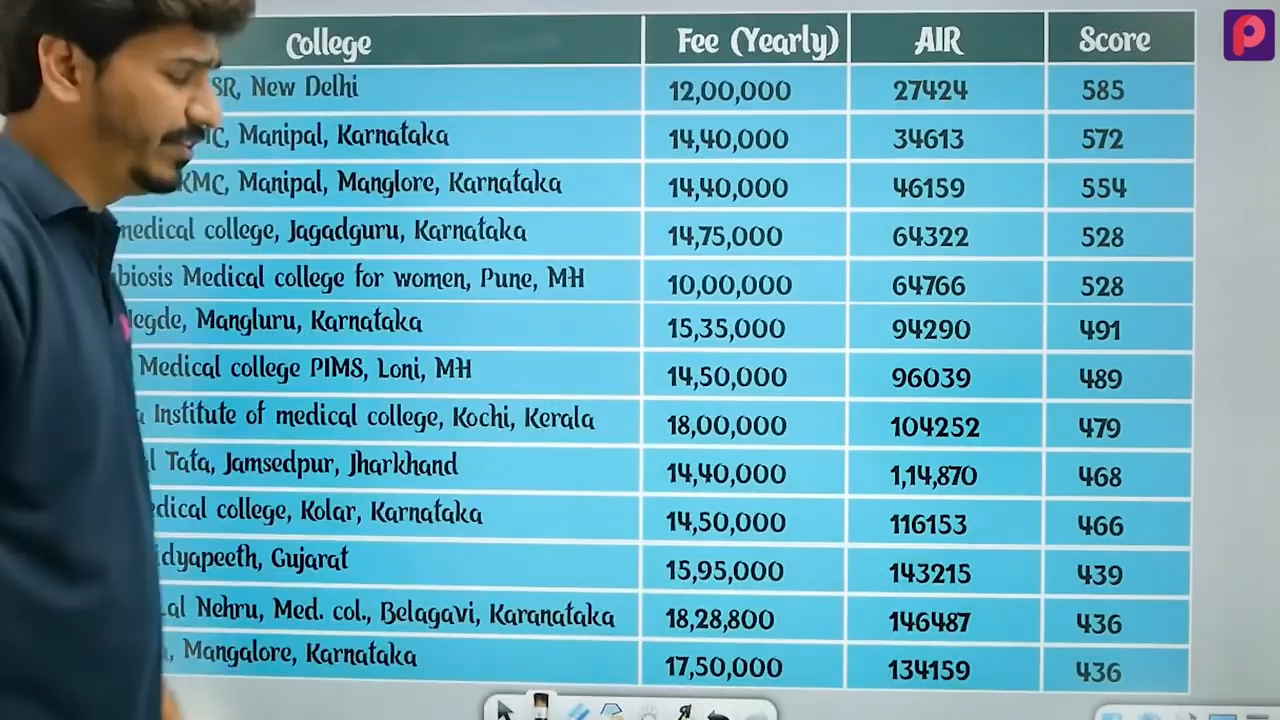 College Fee (Yearly) AIR Score
SR, New Delhi 12,00,000 27424 585
Manipal, Karnataka 14,40,000 34613 572
KMC, Manipal, Manglore, Karnataka 14,40,000 46159 554
medical college, Jagadguru, Karnataka 14,75,000 64322 528
biosis Medical college for women, Pune, MH 10,00,000 64766 528
egde, Mangluru, Karnataka 15,35,000 94290 491
Medical college PIMS, Loni, MH 14,50,000 96039 489
Institute of medical college, Kochi, Kerala 18,00,000 104252 479
Tata, Jamsedpur, Jharkhand 14,40,000 1,14,870 468
edical college, Kolar, Karnataka 14,50,000 116153 466
idyapeeth, Gujarat 15,95,000 143215 439
al Nehru, Med. col., Belagavi, Karanataka 18,28,800 146487 436
Mangalore, Karnataka 17,50,000 134159 436